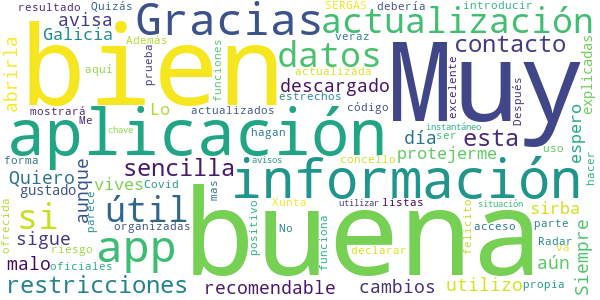 resultado Quizás SERGAS debería introducir
avisa Gracias actualización
Galicia Además veraz
abrirla bien aquí prueba funciones datos Muy contacto explicadas
actualizada excelente Después
descargado
mostrará Lo estrechos actualizados código espero
Me aplicación hagan día esta instantáneo
chave ser
forma sencilla concello protejerme uso hacer
Quiero aunque vives Covid avisos información
gustado mas utilizar listas situación
ofrecida si parece útil organizadas positivo Xunta No funciona felicito acceso sirba parte
sigue riesgo app buena declarar Radar Siempre
malo oficiales va aún
restricciones recomendable cambios utilizo propia